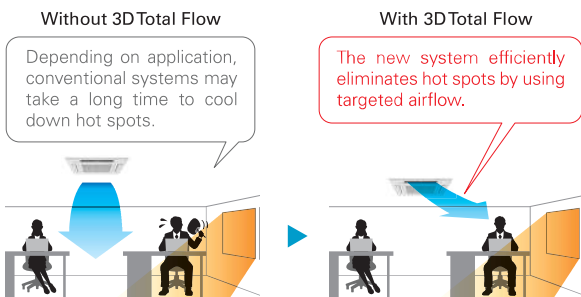 Without 3D Total Flow
Depending on application,
conventional systems may
take a long time to cool
down hot spots.
With 3D Total Flow
The new system efficiently
eliminates hot spots by using
targeted airflow.